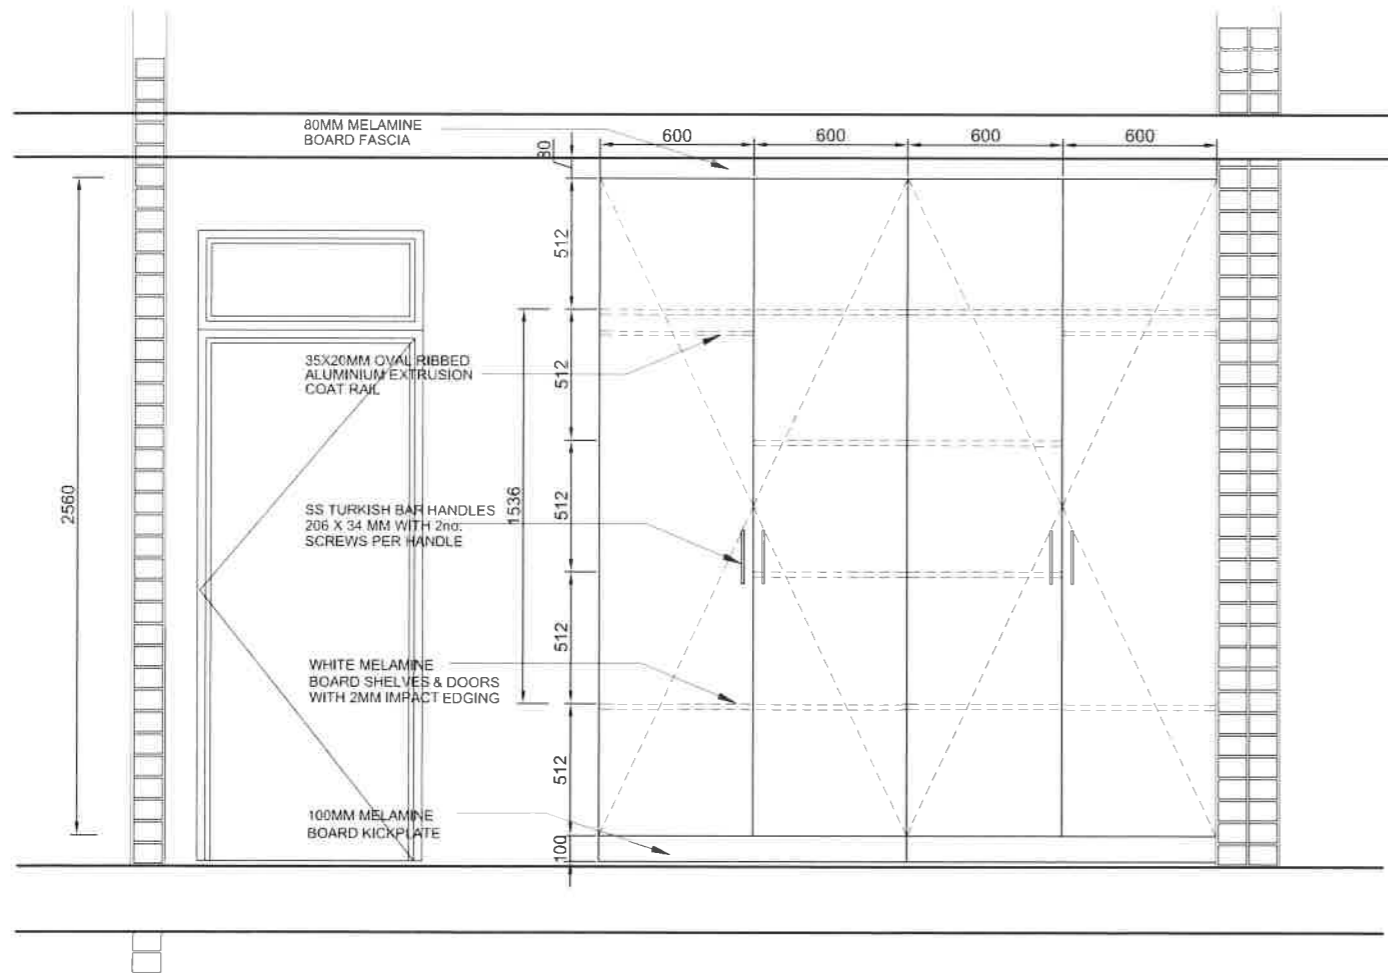 80MM MELAMINE
BOARD FASCIA
600
600
600
600
80
512
35X20MM OVAL RIBBED
ALUMINIUM EXTRUSION
COAT RAIL
512
2560
SS TURKISH BAR HANDLES
206 X 34 MM WITH 2no.
SCREWS PER HANDLE
1536
512
WHITE MELAMINE
BOARD SHELVES & DOORS
WITH 2MM IMPACT EDGING
512
512
100MM MELAMINE
BOARD KICKPLATE
100